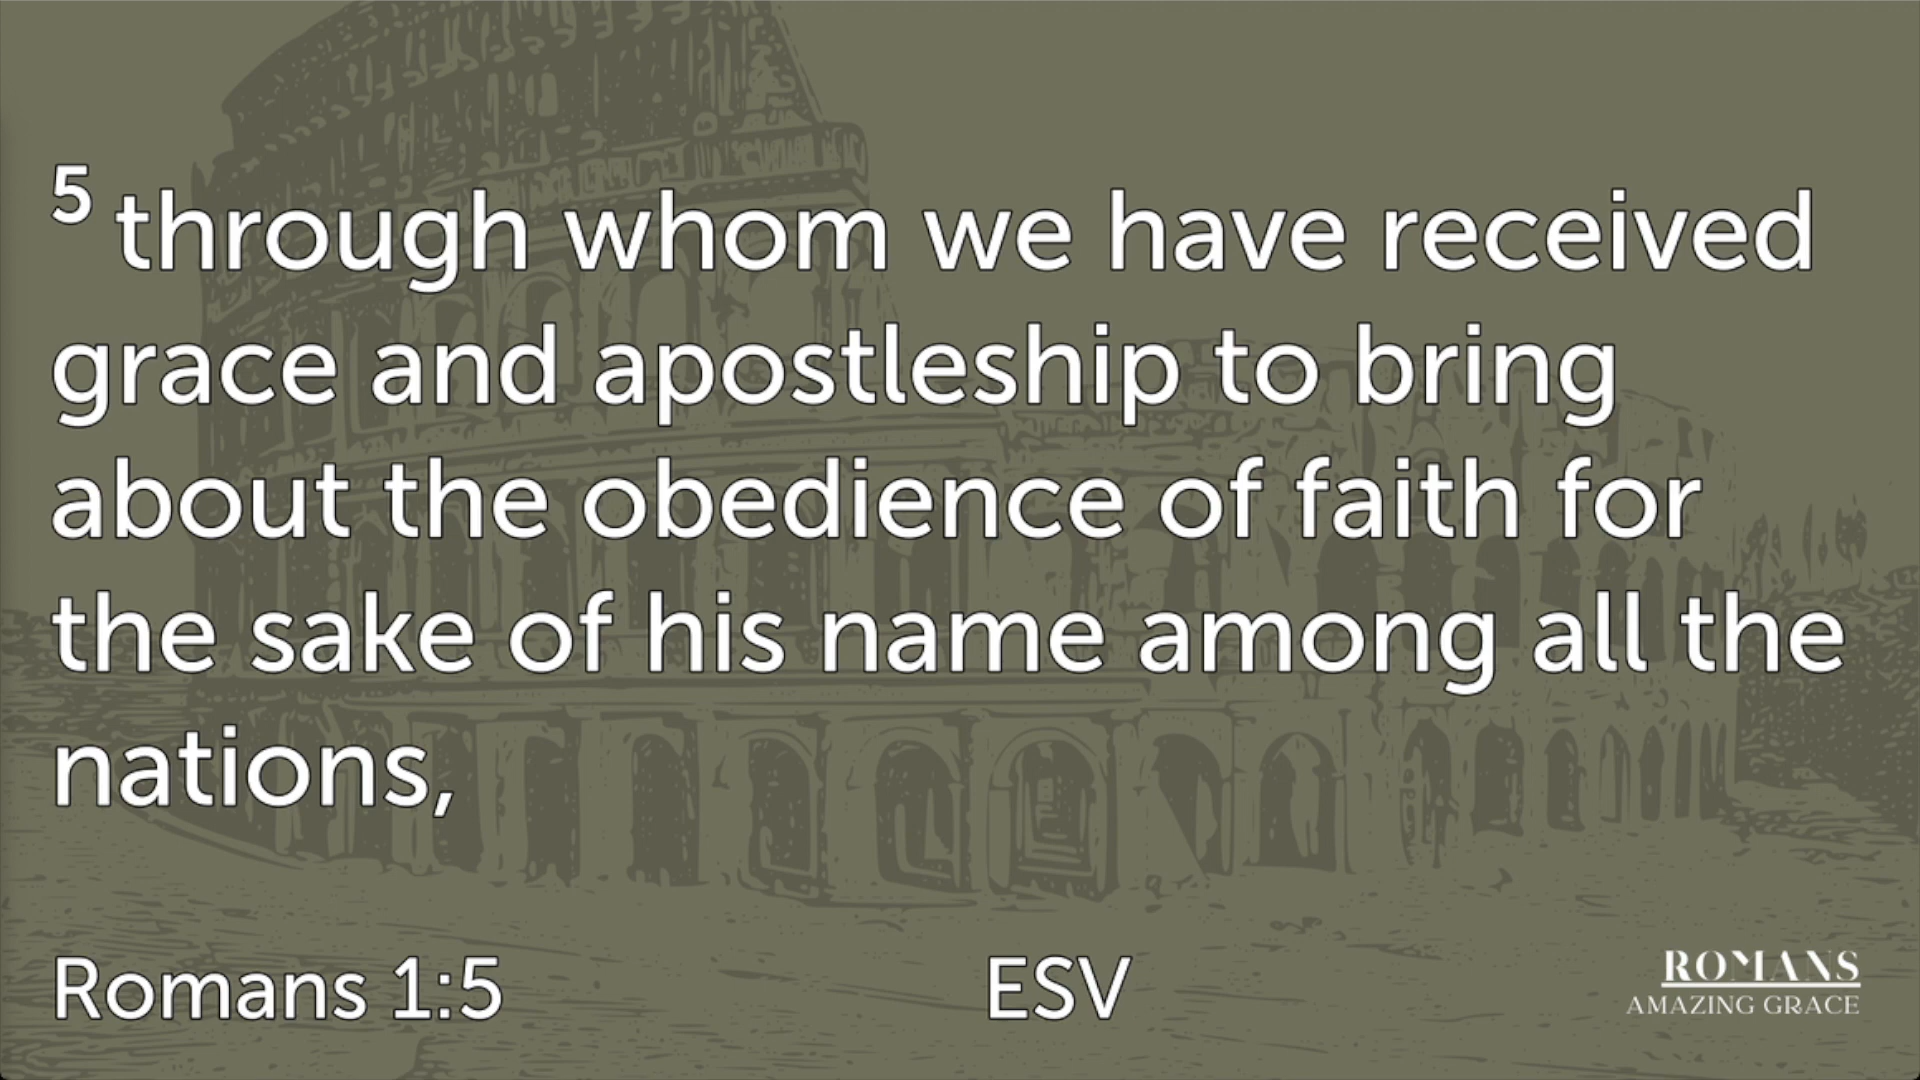 5 through whom we have received
grace and apostleship to bring
about the obedience of faith for
the sake of his name among all the
nations,
Romans 1:5
ESV
ROMANS
AMAZING GRACE